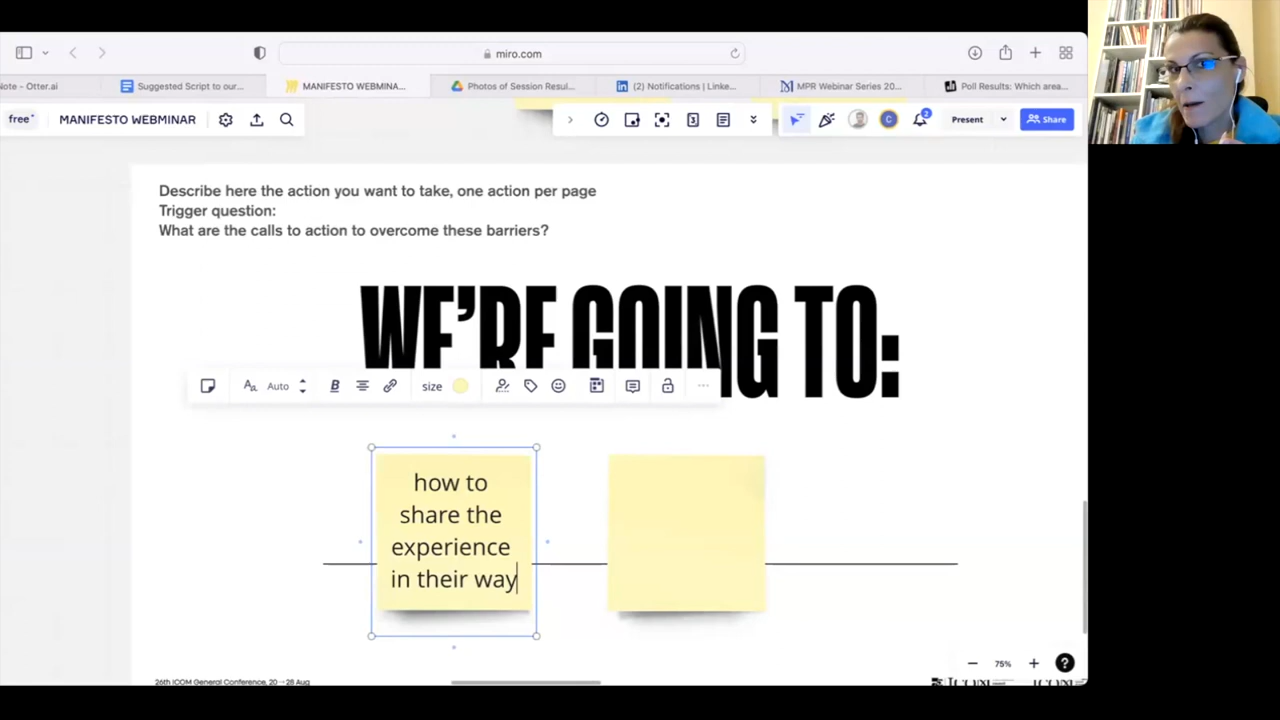 miro.com
Note - Otter.ai
Suggested Script to our...
MANIFESTO WEBMINA...
Photos of Session Resul...
(2) Notifications | Linke...
MPR Webinar Series 20...
Poll Results: Which area...
free
MANIFESTO WEBMINAR
3
C
2
Present
Share
Describe here the action you want to take, one action per page
Trigger question:
What are the calls to action to overcome these barriers?
WE'RE GOING TO:
Auto
B
size
how to
share the
experience
in their way
75%
?
26th ICOM General Conference, 20 - 28 Aug